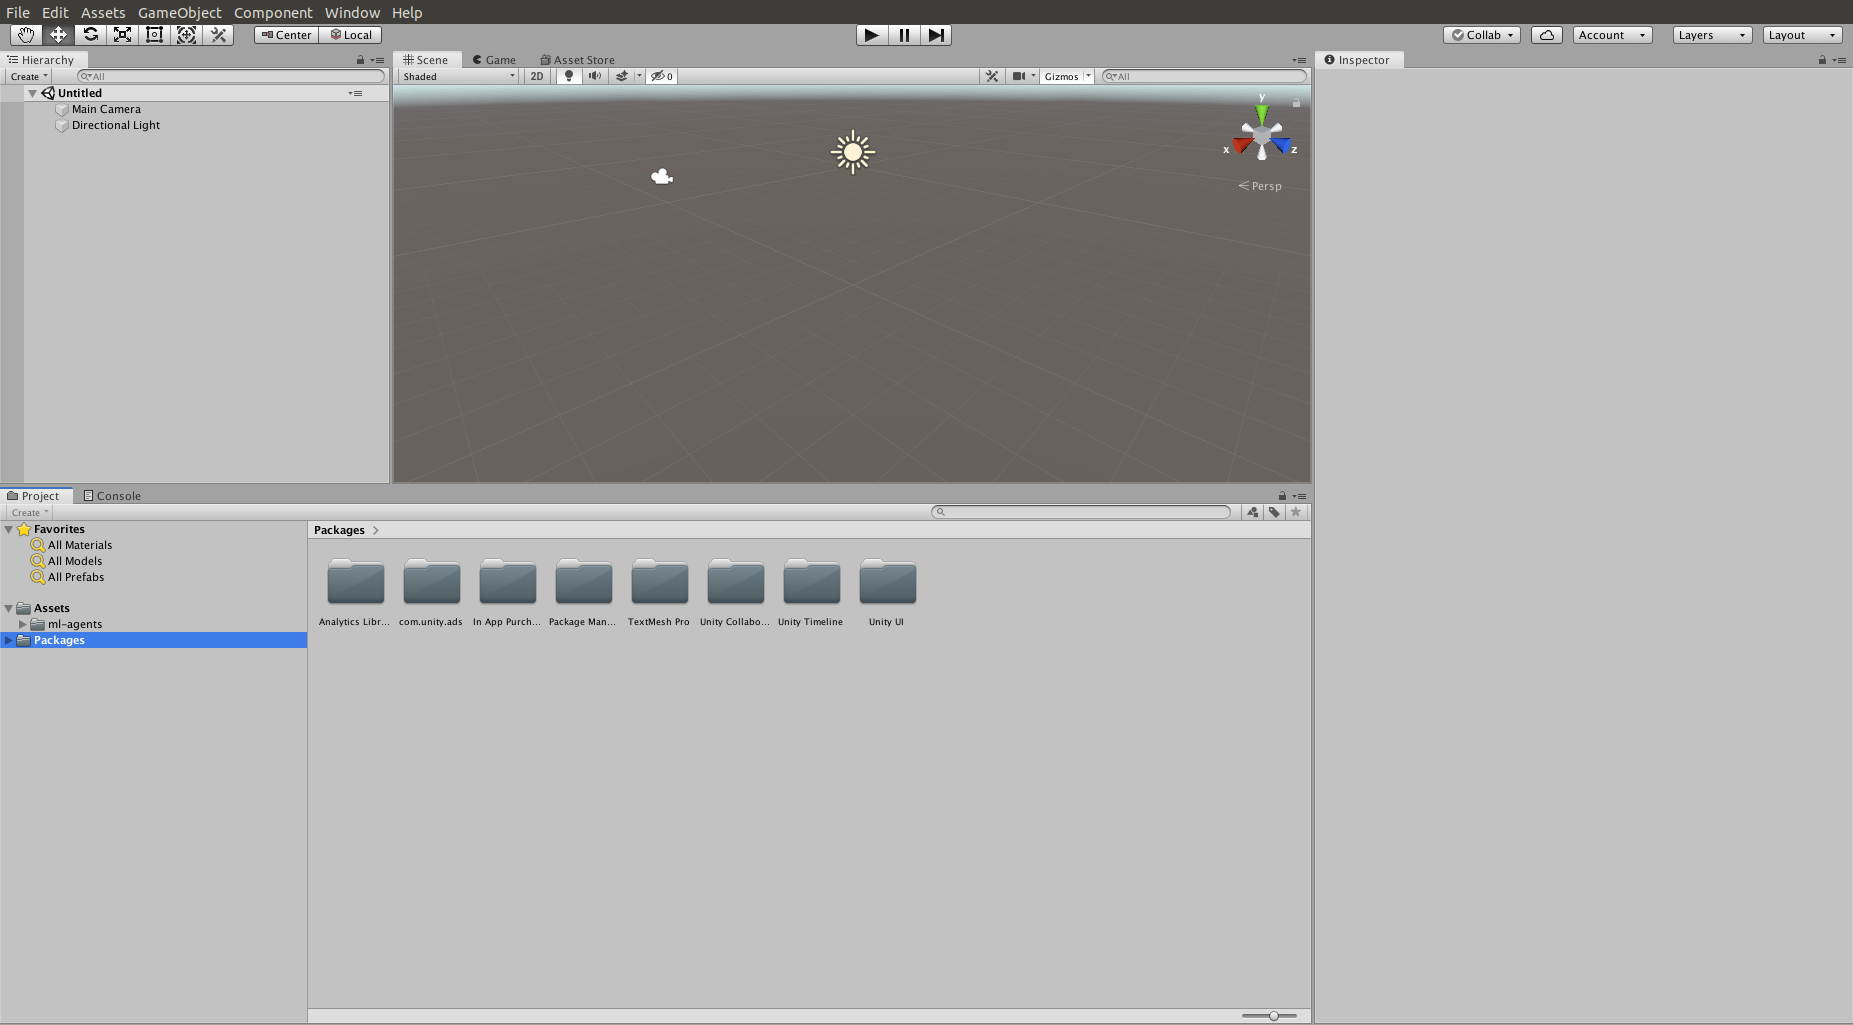 File Edit Assets GameObject Component Window Help
Center Local Collab Account Layers Layout
Hierarchy
Create All
Untitled
Main Camera
Directional Light
Scene Game Asset Store
Shaded 2D 0 Gizmos All
y
x z
Persp
Inspector
Project Console
Create
Favorites
All Materials
All Models
All Prefabs
Assets
ml-agents
Packages
Packages
Analytics Libr... com.unity.ads In App Purch... Package Man... TextMesh Pro Unity Collabo... Unity Timeline Unity UI